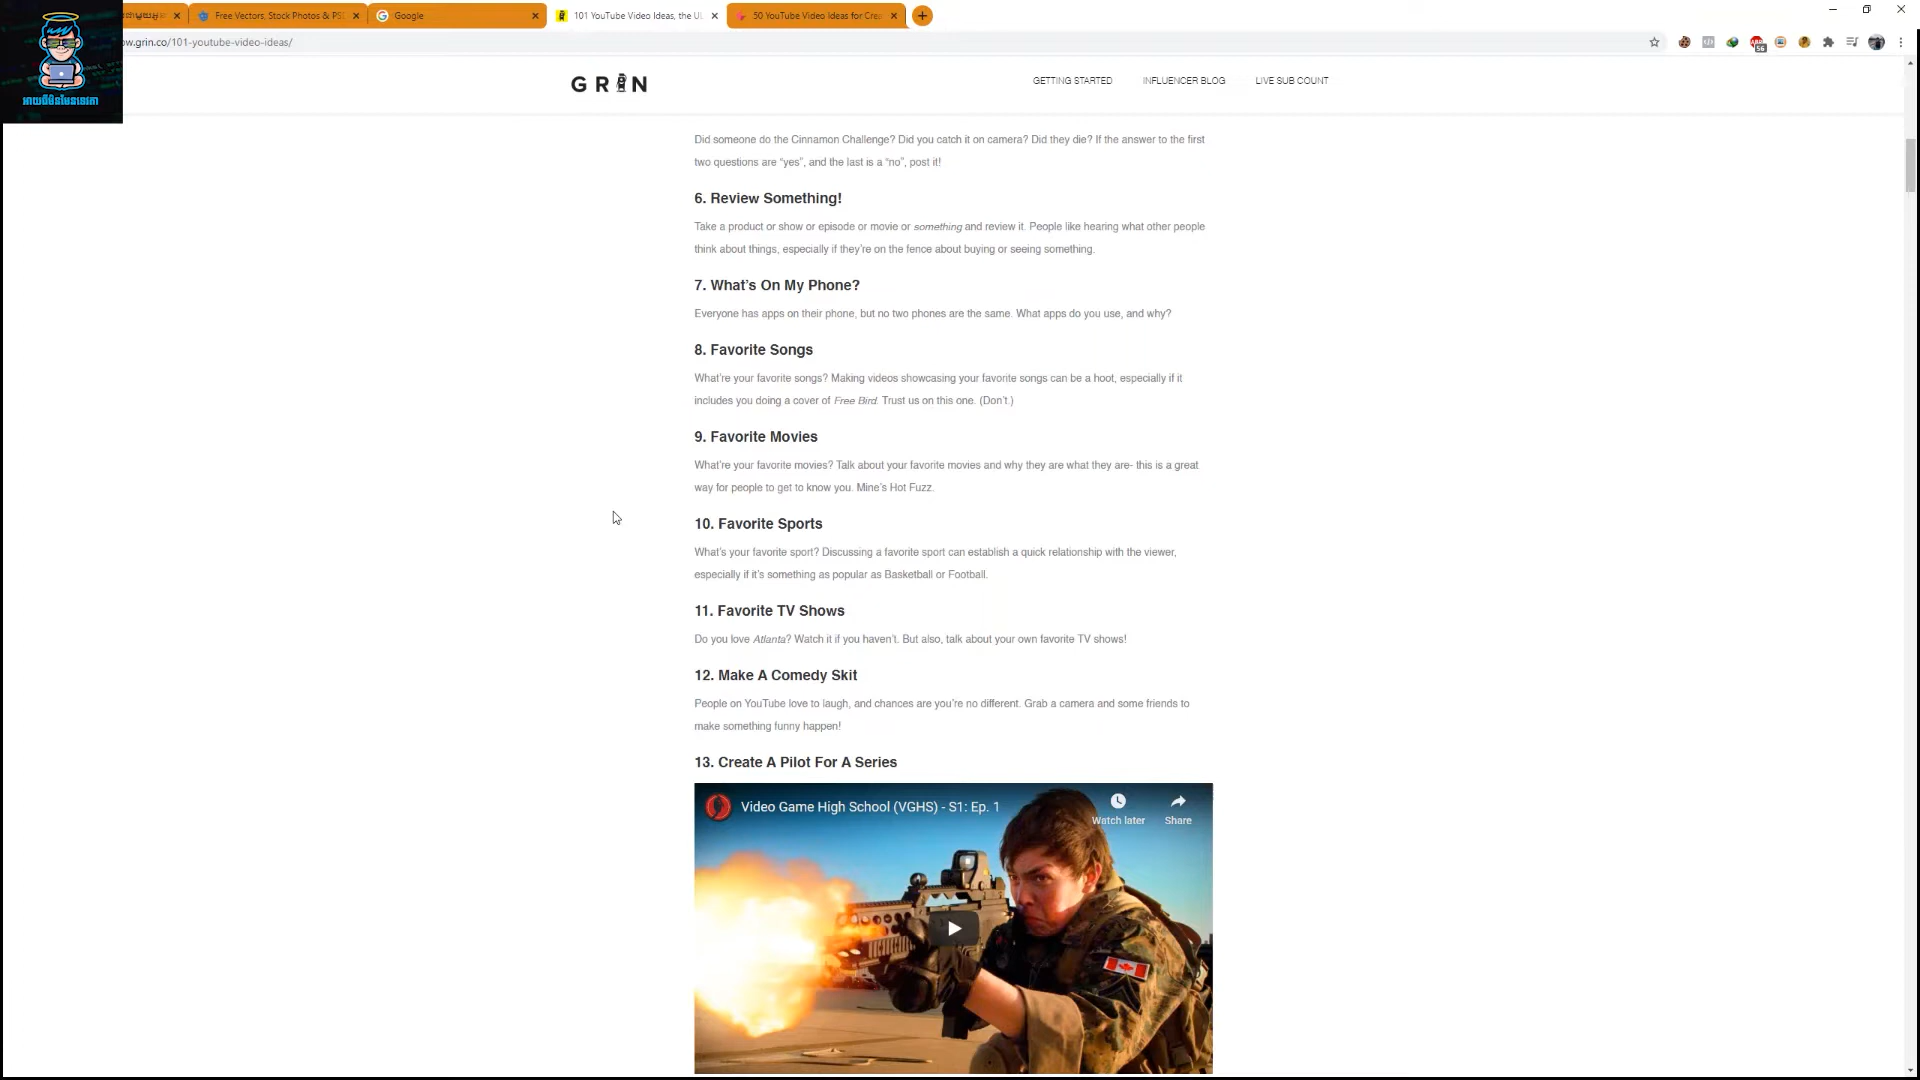 Free Vectors, Stock Photos & PSD
Google
101 YouTube Video Ideas, the Ul
50 YouTube Video Ideas for Crea
ow.grin.co/101-youtube-video-ideas/
GRIN
GETTING STARTED
INFLUENCER BLOG
LIVE SUB COUNT
Did someone do the Cinnamon Challenge? Did you catch it on camera? Did they die? If the answer to the first
two questions are “yes”, and the last is a “no”, post it!
6. Review Something!
Take a product or show or episode or movie or something and review it. People like hearing what other people
think about things, especially if they’re on the fence about buying or seeing something.
7. What’s On My Phone?
Everyone has apps on their phone, but no two phones are the same. What apps do you use, and why?
8. Favorite Songs
What’re your favorite songs? Making videos showcasing your favorite songs can be a hoot, especially if it
includes you doing a cover of Free Bird. Trust us on this one. (Don’t.)
9. Favorite Movies
What’re your favorite movies? Talk about your favorite movies and why they are what they are- this is a great
way for people to get to know you. Mine’s Hot Fuzz.
10. Favorite Sports
What’s your favorite sport? Discussing a favorite sport can establish a quick relationship with the viewer,
especially if it’s something as popular as Basketball or Football.
11. Favorite TV Shows
Do you love Atlanta? Watch it if you haven’t. But also, talk about your own favorite TV shows!
12. Make A Comedy Skit
People on YouTube love to laugh, and chances are you’re no different. Grab a camera and some friends to
make something funny happen!
13. Create A Pilot For A Series
Video Game High School (VGHS) - S1: Ep. 1
Watch later
Share